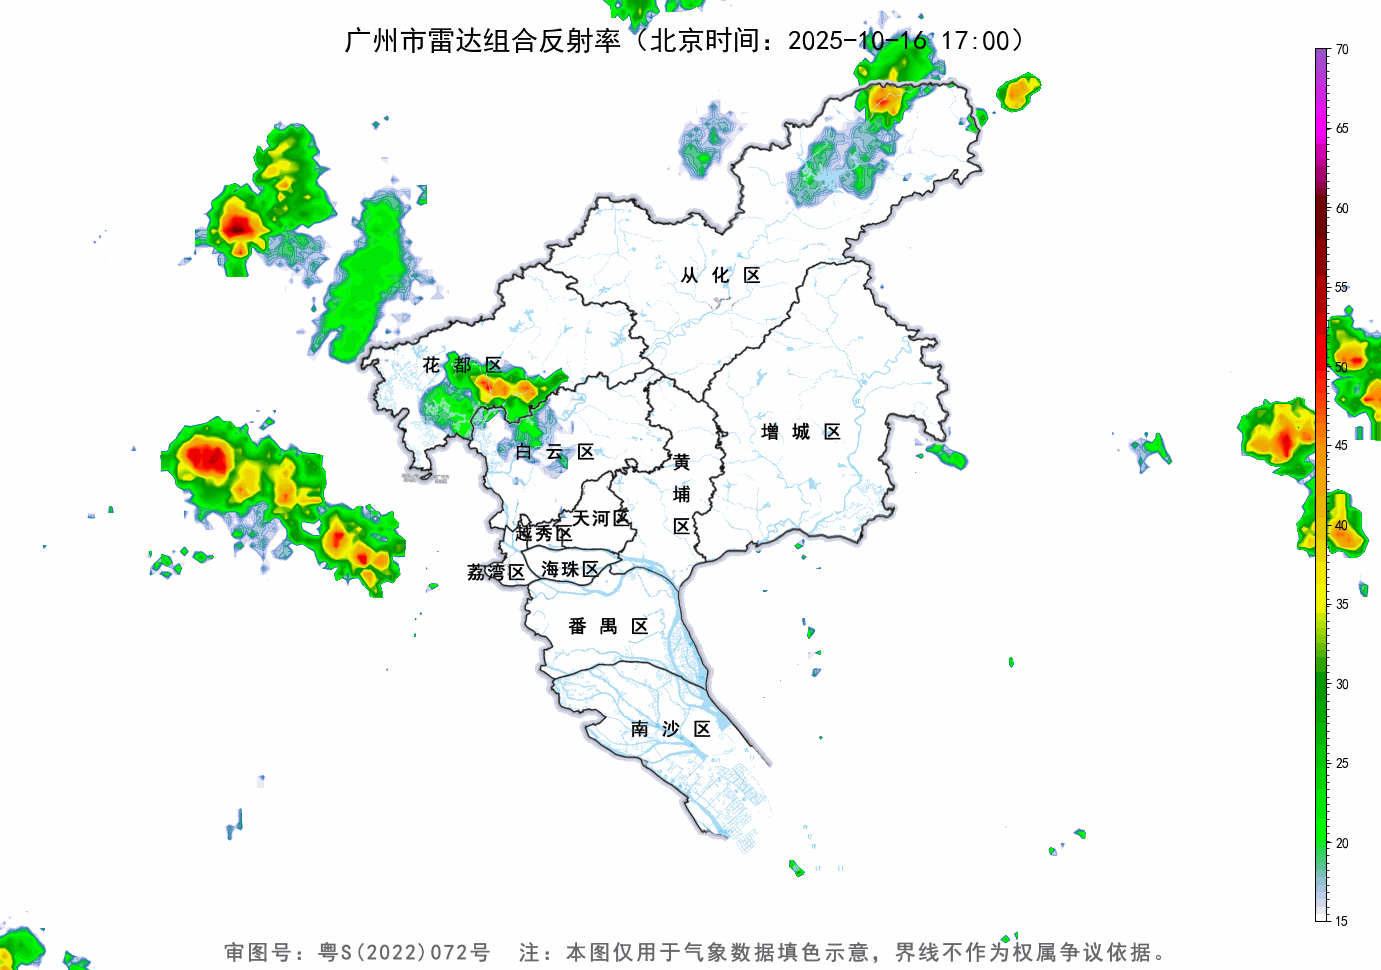 广州市雷达组合反射率（北京时间：2025-10-16 17:00）
70
65
60
55
50
45
40
35
30
25
20
15
从化区
花都区
增城区
白云区
黄埔区
天河区
越秀区
荔湾区
海珠区
番禺区
南沙区
审图号：粤S(2022)072号 注：本图仅用于气象数据填色示意，界线不作为权属争议依据。